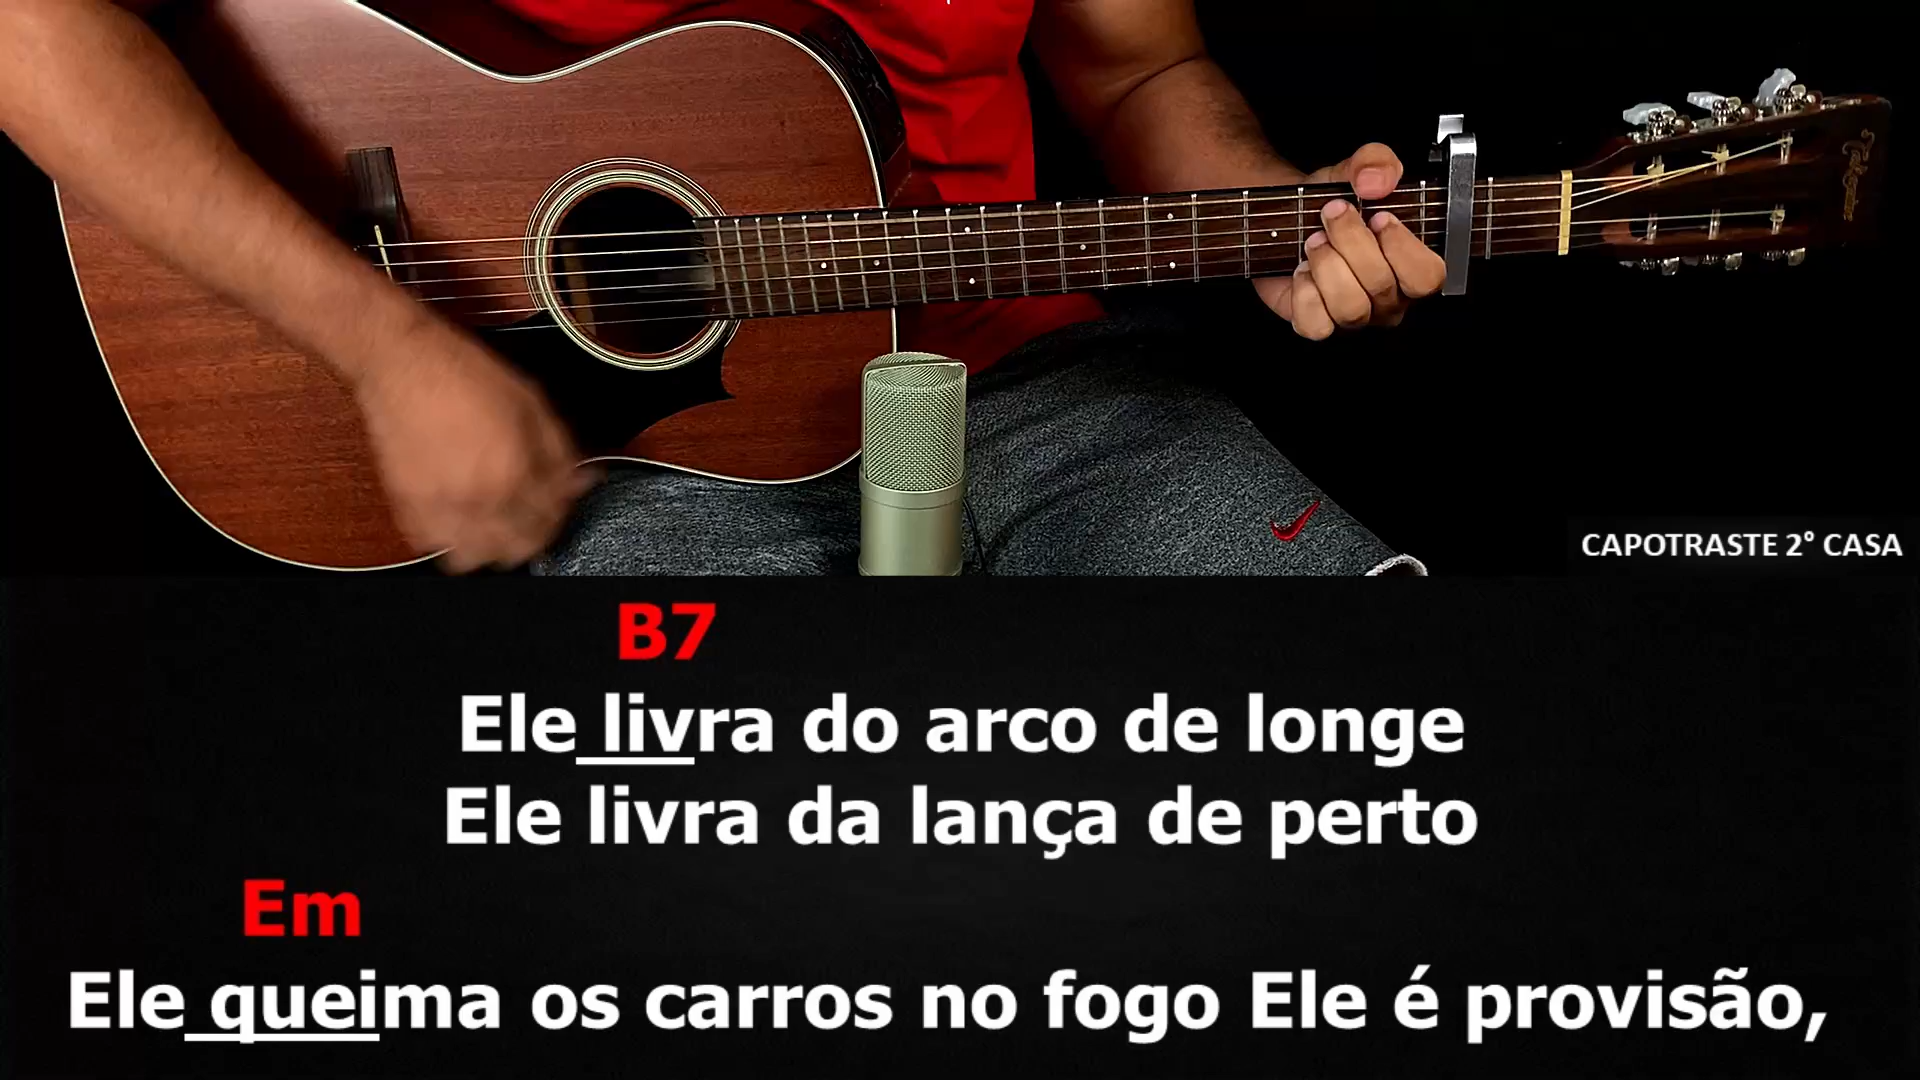 CAPOTRASTE 2° CASA
B7
Ele livra do arco de longe
Ele livra da lança de perto
Em
Ele queima os carros no fogo Ele é provisão,